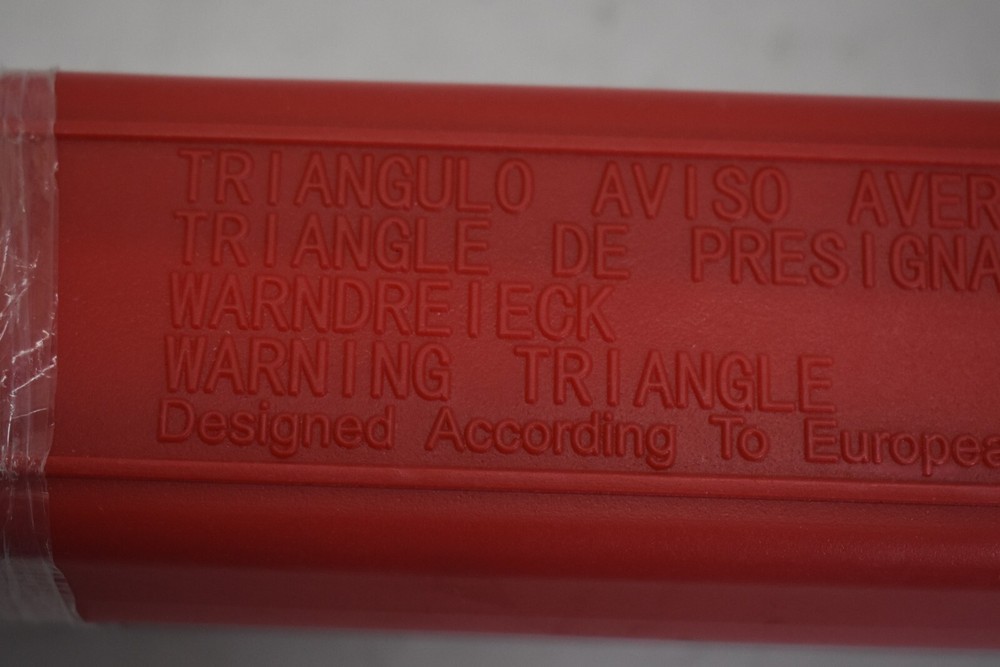 TRIANGULO AVISO AVER
TRIANGLE DE PRESIGNA
WARNDREIECK
WARNING TRIANGLE
Designed According To Europea